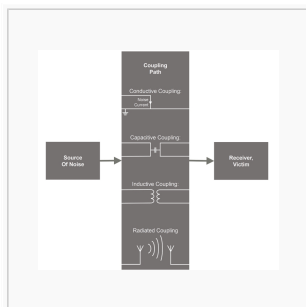 Coupling
Path
Conductive Coupling:
Noise
Current
Capacitive Coupling:
Source
Of Noise
Receiver,
Victim
Inductive Coupling:
Radiated Coupling